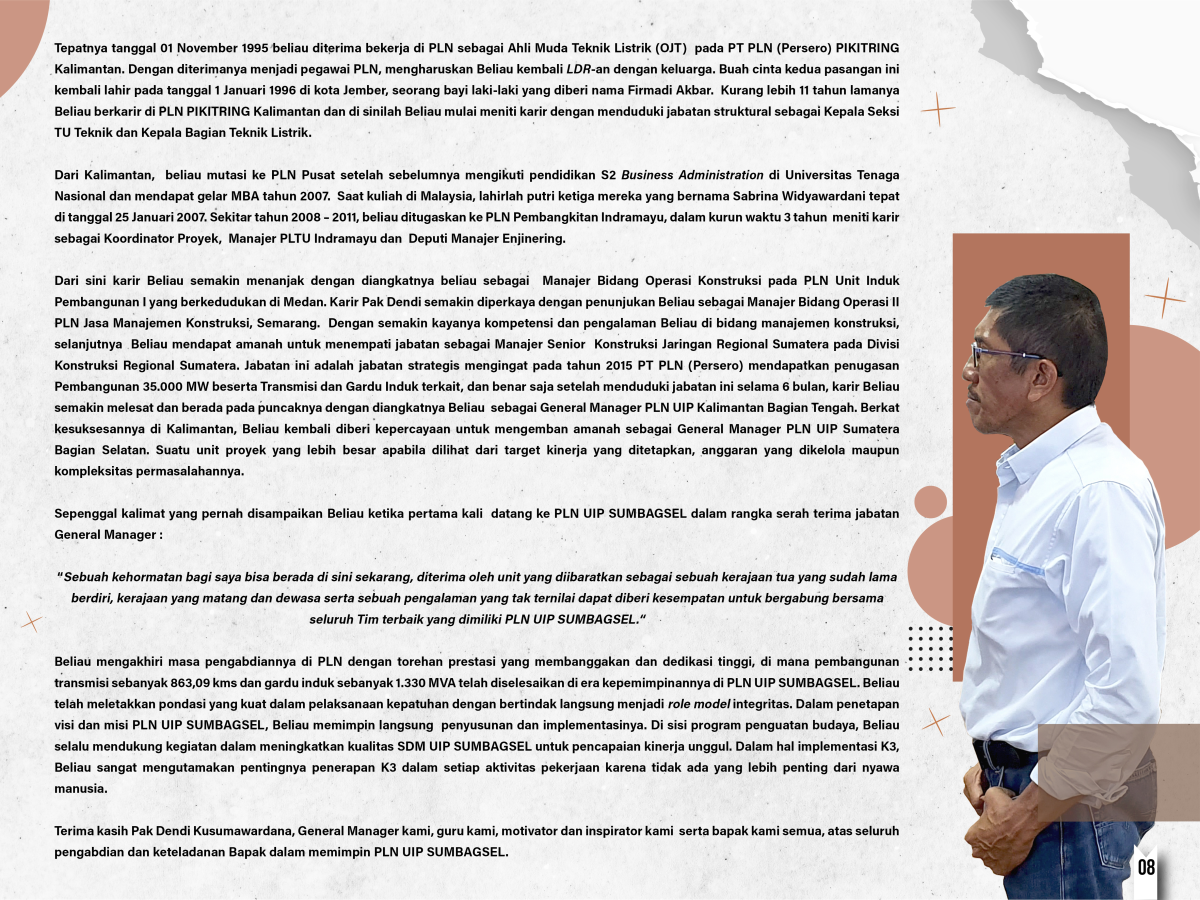 Tepatnya tanggal 01 November 1995 beliau diterima bekerja di PLN sebagai Ahli Muda Teknik Listrik (OJT) pada PT PLN (Persero) PIKITRING
Kalimantan. Dengan diterimanya menjadi pegawai PLN, mengharuskan Beliau kembali LDR-an dengan keluarga. Buah cinta kedua pasangan ini
kembali lahir pada tanggal 1 Januari 1996 di kota Jember, seorang bayi laki-laki yang diberi nama Firmadi Akbar. Kurang lebih 11 tahun lamanya
Beliau berkarir di PLN PIKITRING Kalimantan dan di sinilah Beliau mulai meniti karir dengan menduduki jabatan struktural sebagai Kepala Seksi
TU Teknik dan Kepala Bagian Teknik Listrik.
Dari Kalimantan, beliau mutasi ke PLN Pusat setelah sebelumnya mengikuti pendidikan S2 Business Administration di Universitas Tenaga
Nasional dan mendapat gelar MBA tahun 2007. Saat kuliah di Malaysia, lahirlah putri ketiga mereka yang bernama Sabrina Widyawardani tepat
di tanggal 25 Januari 2007. Sekitar tahun 2008 – 2011, beliau ditugaskan ke PLN Pembangkitan Indramayu, dalam kurun waktu 3 tahun meniti karir
sebagai Koordinator Proyek, Manajer PLTU Indramayu dan Deputi Manajer Enjinering.
Dari sini karir Beliau semakin menanjak dengan diangkatnya beliau sebagai Manajer Bidang Operasi Konstruksi pada PLN Unit Induk
Pembangunan I yang berkedudukan di Medan. Karir Pak Dendi semakin diperkaya dengan penunjukan Beliau sebagai Manajer Bidang Operasi II
PLN Jasa Manajemen Konstruksi, Semarang. Dengan semakin kayanya kompetensi dan pengalaman Beliau di bidang manajemen konstruksi,
selanjutnya Beliau mendapat amanah untuk menempati jabatan sebagai Manajer Senior Konstruksi Jaringan Regional Sumatera pada Divisi
Konstruksi Regional Sumatera. Jabatan ini adalah jabatan strategis mengingat pada tahun 2015 PT PLN (Persero) mendapatkan penugasan
Pembangunan 35.000 MW beserta Transmisi dan Gardu Induk terkait, dan benar saja setelah menduduki jabatan ini selama 6 bulan, karir Beliau
semakin melesat dan berada pada puncaknya dengan diangkatnya Beliau sebagai General Manager PLN UIP Kalimantan Bagian Tengah. Berkat
kesuksesannya di Kalimantan, Beliau kembali diberi kepercayaan untuk mengemban amanah sebagai General Manager PLN UIP Sumatera
Bagian Selatan. Suatu unit proyek yang lebih besar apabila dilihat dari target kinerja yang ditetapkan, anggaran yang dikelola maupun
kompleksitas permasalahannya.
Sepenggal kalimat yang pernah disampaikan Beliau ketika pertama kali datang ke PLN UIP SUMBAGSEL dalam rangka serah terima jabatan
General Manager :
“Sebuah kehormatan bagi saya bisa berada di sini sekarang, diterima oleh unit yang diibaratkan sebagai sebuah kerajaan tua yang sudah lama
berdiri, kerajaan yang matang dan dewasa serta sebuah pengalaman yang tak ternilai dapat diberi kesempatan untuk bergabung bersama
seluruh Tim terbaik yang dimiliki PLN UIP SUMBAGSEL.“
Beliau mengakhiri masa pengabdiannya di PLN dengan torehan prestasi yang membanggakan dan dedikasi tinggi, di mana pembangunan
transmisi sebanyak 863,09 kms dan gardu induk sebanyak 1.330 MVA telah diselesaikan di era kepemimpinannya di PLN UIP SUMBAGSEL. Beliau
telah meletakkan pondasi yang kuat dalam pelaksanaan kepatuhan dengan bertindak langsung menjadi role model integritas. Dalam penetapan
visi dan misi PLN UIP SUMBAGSEL, Beliau memimpin langsung penyusunan dan implementasinya. Di sisi program penguatan budaya, Beliau
selalu mendukung kegiatan dalam meningkatkan kualitas SDM UIP SUMBAGSEL untuk pencapaian kinerja unggul. Dalam hal implementasi K3,
Beliau sangat mengutamakan pentingnya penerapan K3 dalam setiap aktivitas pekerjaan karena tidak ada yang lebih penting dari nyawa
manusia.
Terima kasih Pak Dendi Kusumawardana, General Manager kami, guru kami, motivator dan inspirator kami serta bapak kami semua, atas seluruh
pengabdian dan keteladanan Bapak dalam memimpin PLN UIP SUMBAGSEL.
08